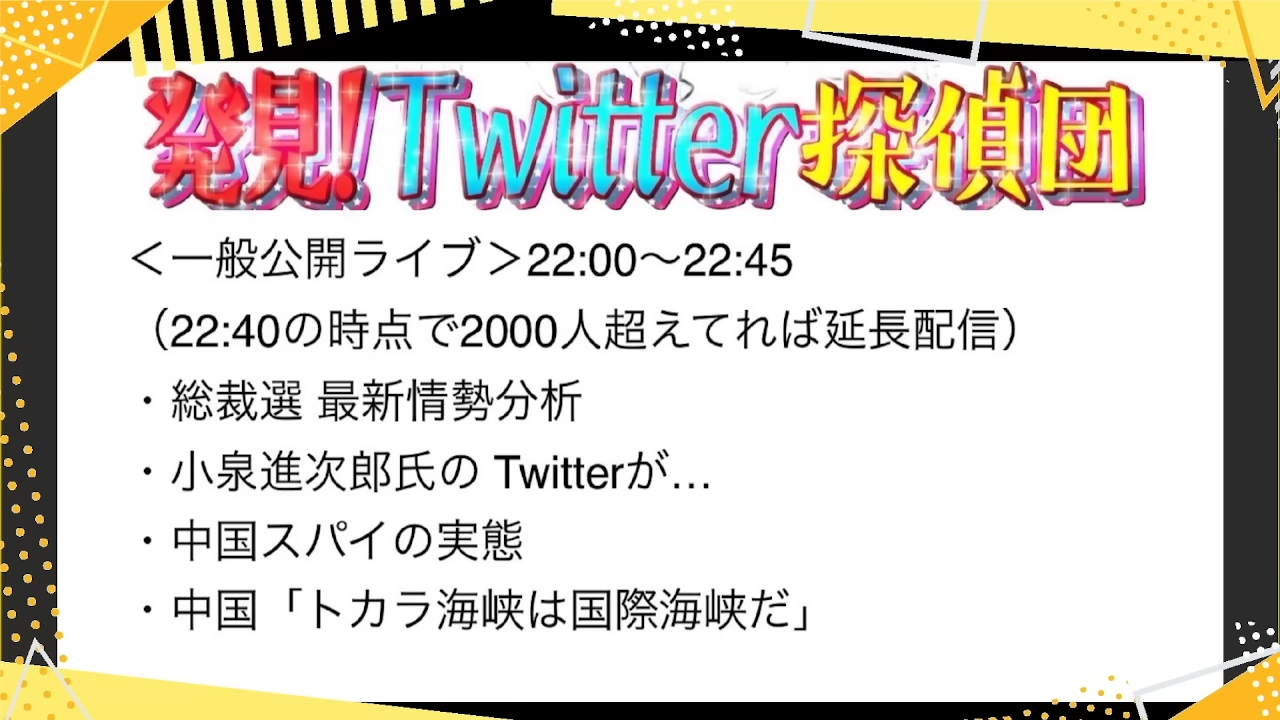 発見!Twitter探偵団
＜一般公開ライブ＞22:00〜22:45
（22:40の時点で2000人超えてれば延長配信）
・総裁選 最新情勢分析
・小泉進次郎氏の Twitterが…
・中国スパイの実態
・中国「トカラ海峡は国際海峡だ」